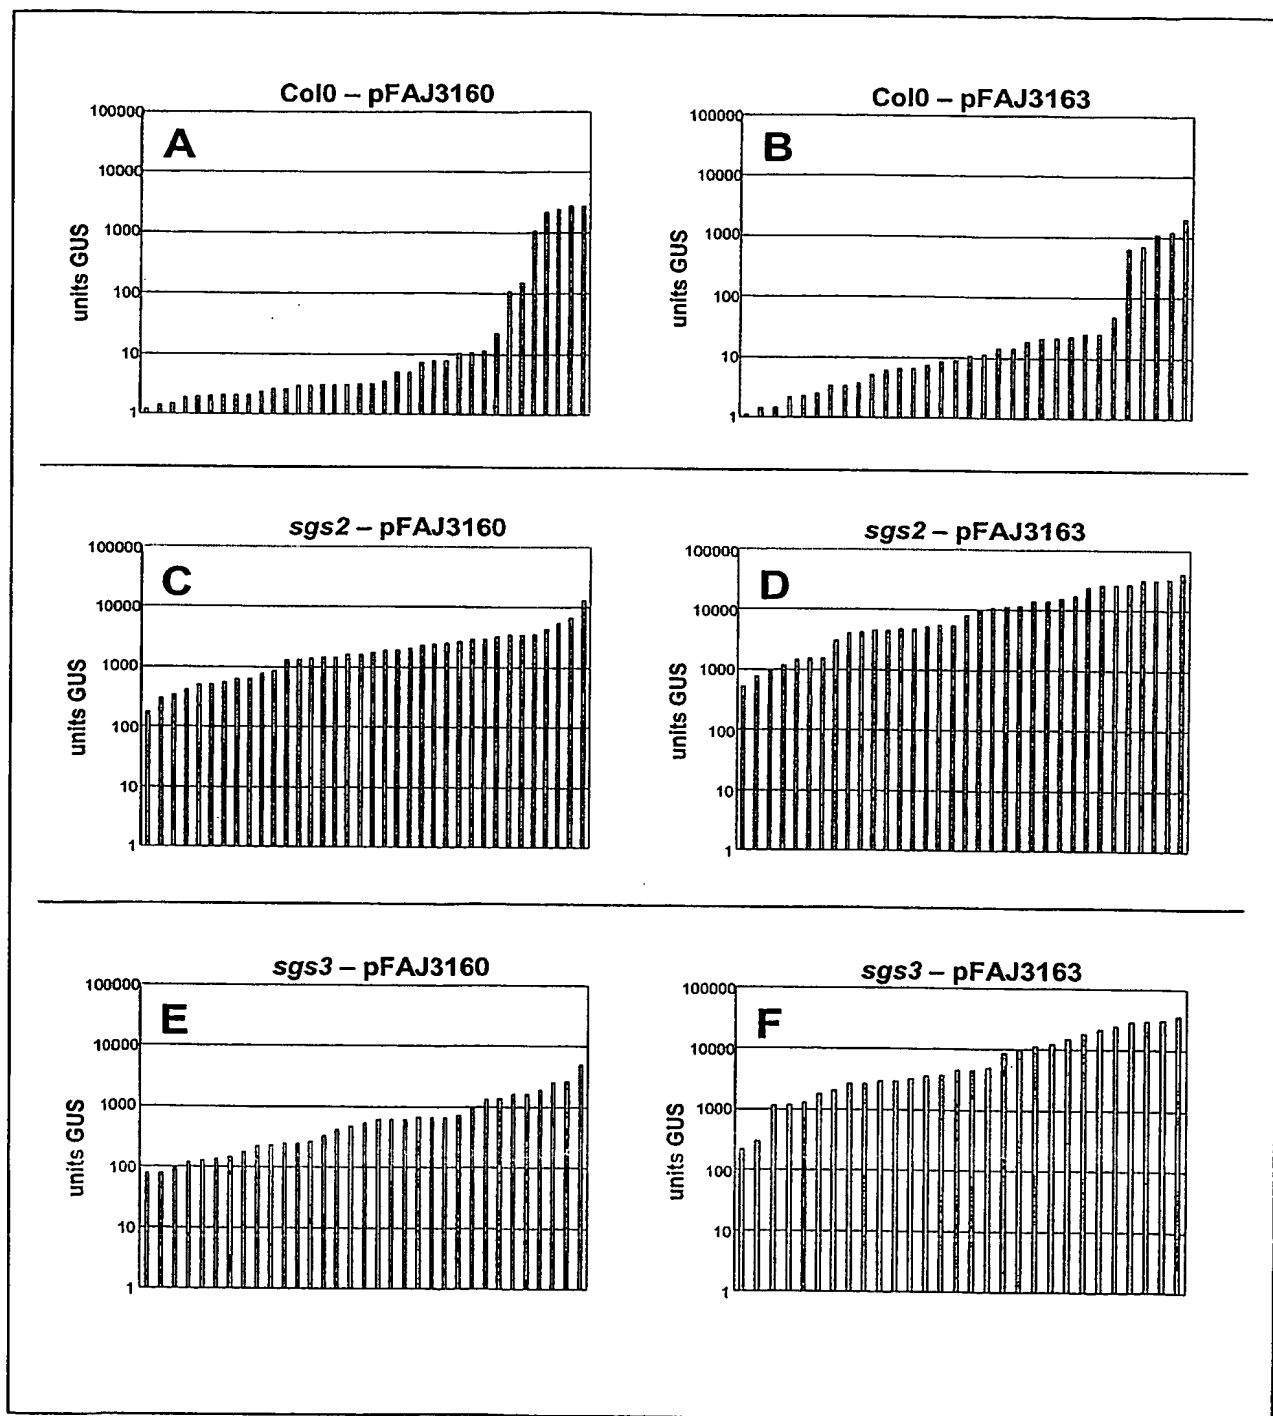 Col0 – pFAJ3160
100000
A
10000
1000
100
10
1
units GUS
Col0 – pFAJ3163
100000
B
10000
1000
100
10
1
units GUS
sgs2 – pFAJ3160
100000
C
10000
1000
100
10
1
units GUS
sgs2 – pFAJ3163
100000
D
10000
1000
100
10
1
units GUS
sgs3 – pFAJ3160
100000
E
10000
1000
100
10
1
units GUS
sgs3 – pFAJ3163
100000
F
10000
1000
100
10
1
units GUS